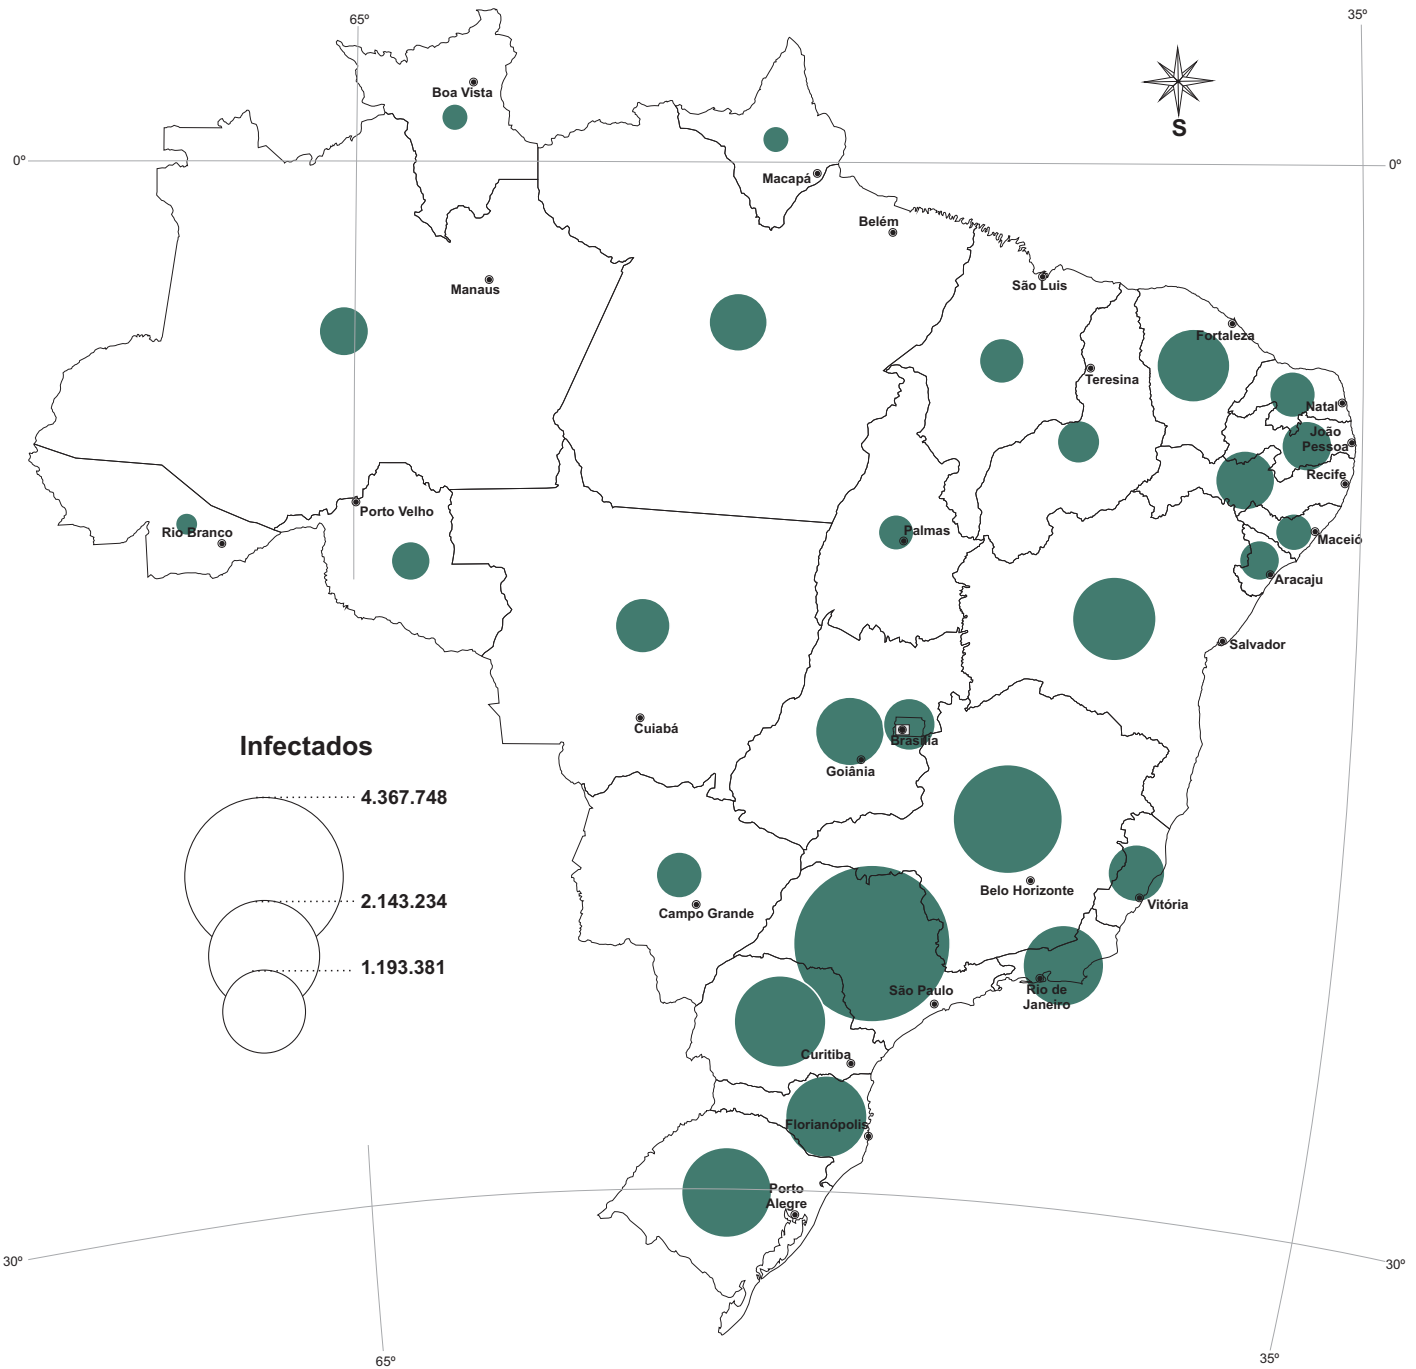 65º
35º
Boa Vista
S
0º
0º
Macapá
Belém
Manaus
São Luis
Fortaleza
Teresina
Natal
João
Pessoa
Recife
Porto Velho
Rio Branco
Palmas
Maceió
Aracaju
Salvador
Cuiabá
Brasília
Goiânia
Infectados
4.367.748
2.143.234
1.193.381
Belo Horizonte
Campo Grande
Vitória
São Paulo
Rio de
Janeiro
Curitiba
Florianópolis
Porto
Alegre
30º
30º
65º
35º